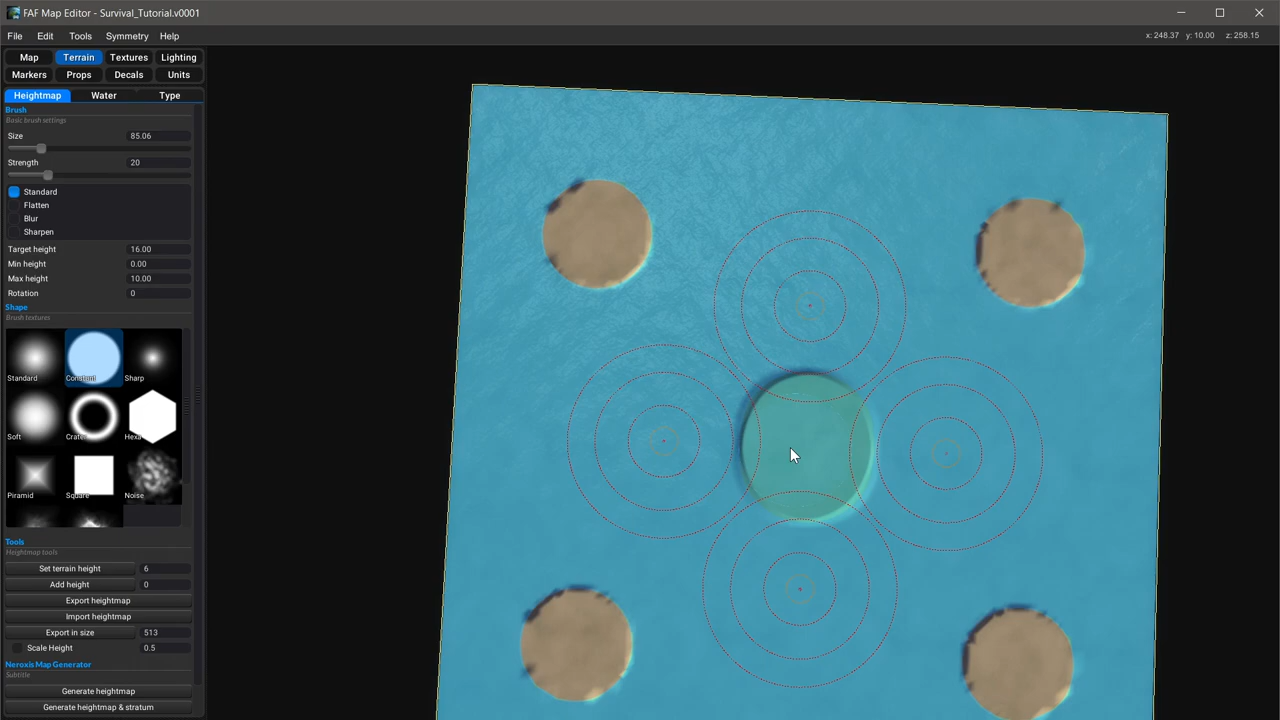 FAF Map Editor - Survival_Tutorial.v0001
File Edit Tools Symmetry Help
x: 248.37 y: 10.00 z: 258.15
Map Terrain Textures Lighting
Markers Props Decals Units
Heightmap Water Type
Brush
Basic brush settings
Size 85.06
Strength 20
Standard
Flatten
Blur
Sharpen
Target height 16.00
Min height 0.00
Max height 10.00
Rotation 0
Shape
Brush textures
Standard Constant Sharp
Soft Crater Hexa
Piramid Square Noise
Tools
Heightmap tools
Set terrain height 6
Add height 0
Export heightmap
Import heightmap
Export in size 513
Scale Height 0.5
Neroxis Map Generator
Subtitle
Generate heightmap
Generate heightmap & stratum